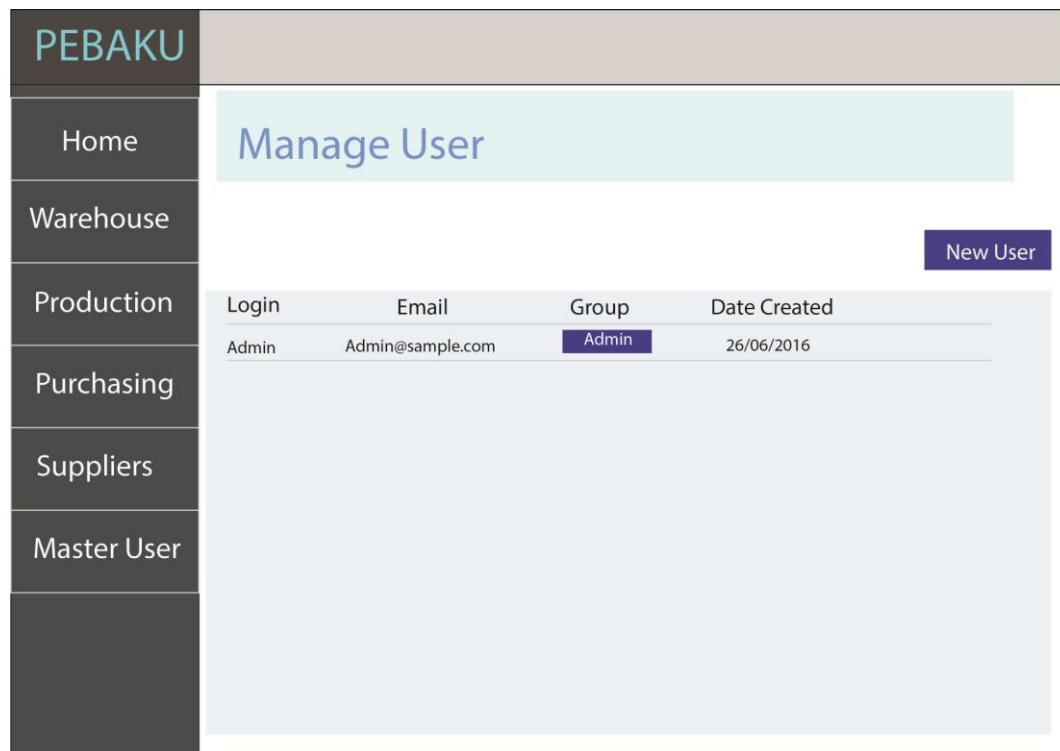 PEBAKU
Home
Warehouse
Production
Purchasing
Suppliers
Master User
Manage User
New User
Login Email Group Date Created
Admin Admin@sample.com Admin 26/06/2016